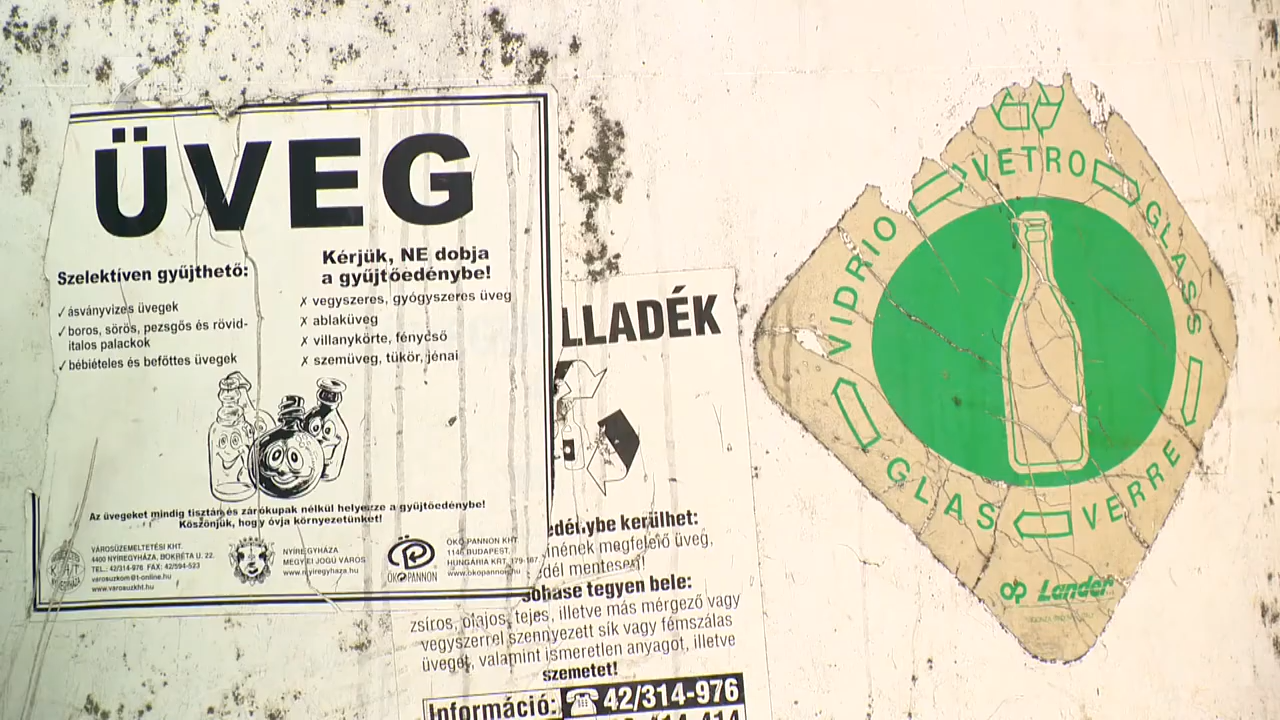 ÜVEG
Szelektíven gyűjthető:
✓ ásványvizes üvegek
✓ boros, sörös, pezsgős és rövid-
italos palackok
✓ bébiételes és befőttes üvegek
Kérjük, NE dobja
a gyűjtőedénybe!
✗ vegyszeres, gyógyszeres üveg
✗ ablaküveg
✗ villanykörte, fénycső
✗ szemüveg, tükör, jénai
Az üvegeket mindig tisztán és zárókupak nélkül helyezze a gyűjtőedénybe!
Köszönjük, hogy óvja környezetünket!
VÁROSÜZEMELTETÉSI KHT.
4400 NYÍREGYHÁZA, BOKRÉTA U. 22.
TEL.: 42/314-976 FAX: 42/594-523
varosuzkom@t-online.hu
www.varosuzkht.hu
NYÍREGYHÁZA
MEGYEI JOGÚ VÁROS
www.nyiregyhaza.hu
ÖKOPANNON
ÖKO-PANNON KHT.
1146 BUDAPEST,
HUNGÁRIA KRT. 179-187.
www.okopannon.hu
LLADÉK
edénybe kerülhet:
ínének megfelelő üveg,
dél mentesen!
sohase tegyen bele:
zsíros, olajos, tejes, illetve más mérgező vagy
vegyszerrel szennyezett sík vagy fémszálas
üveget, valamint ismeretlen anyagot, illetve
szemetet!
Információ: ☎ 42/314-976
VIDRIO
VETRO
GLASS
VERRE
GLAS
Lander